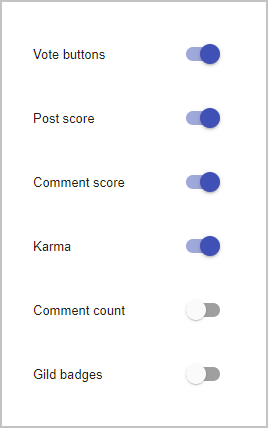 Vote buttons
Post score
Comment score
Karma
Comment count
Gild badges